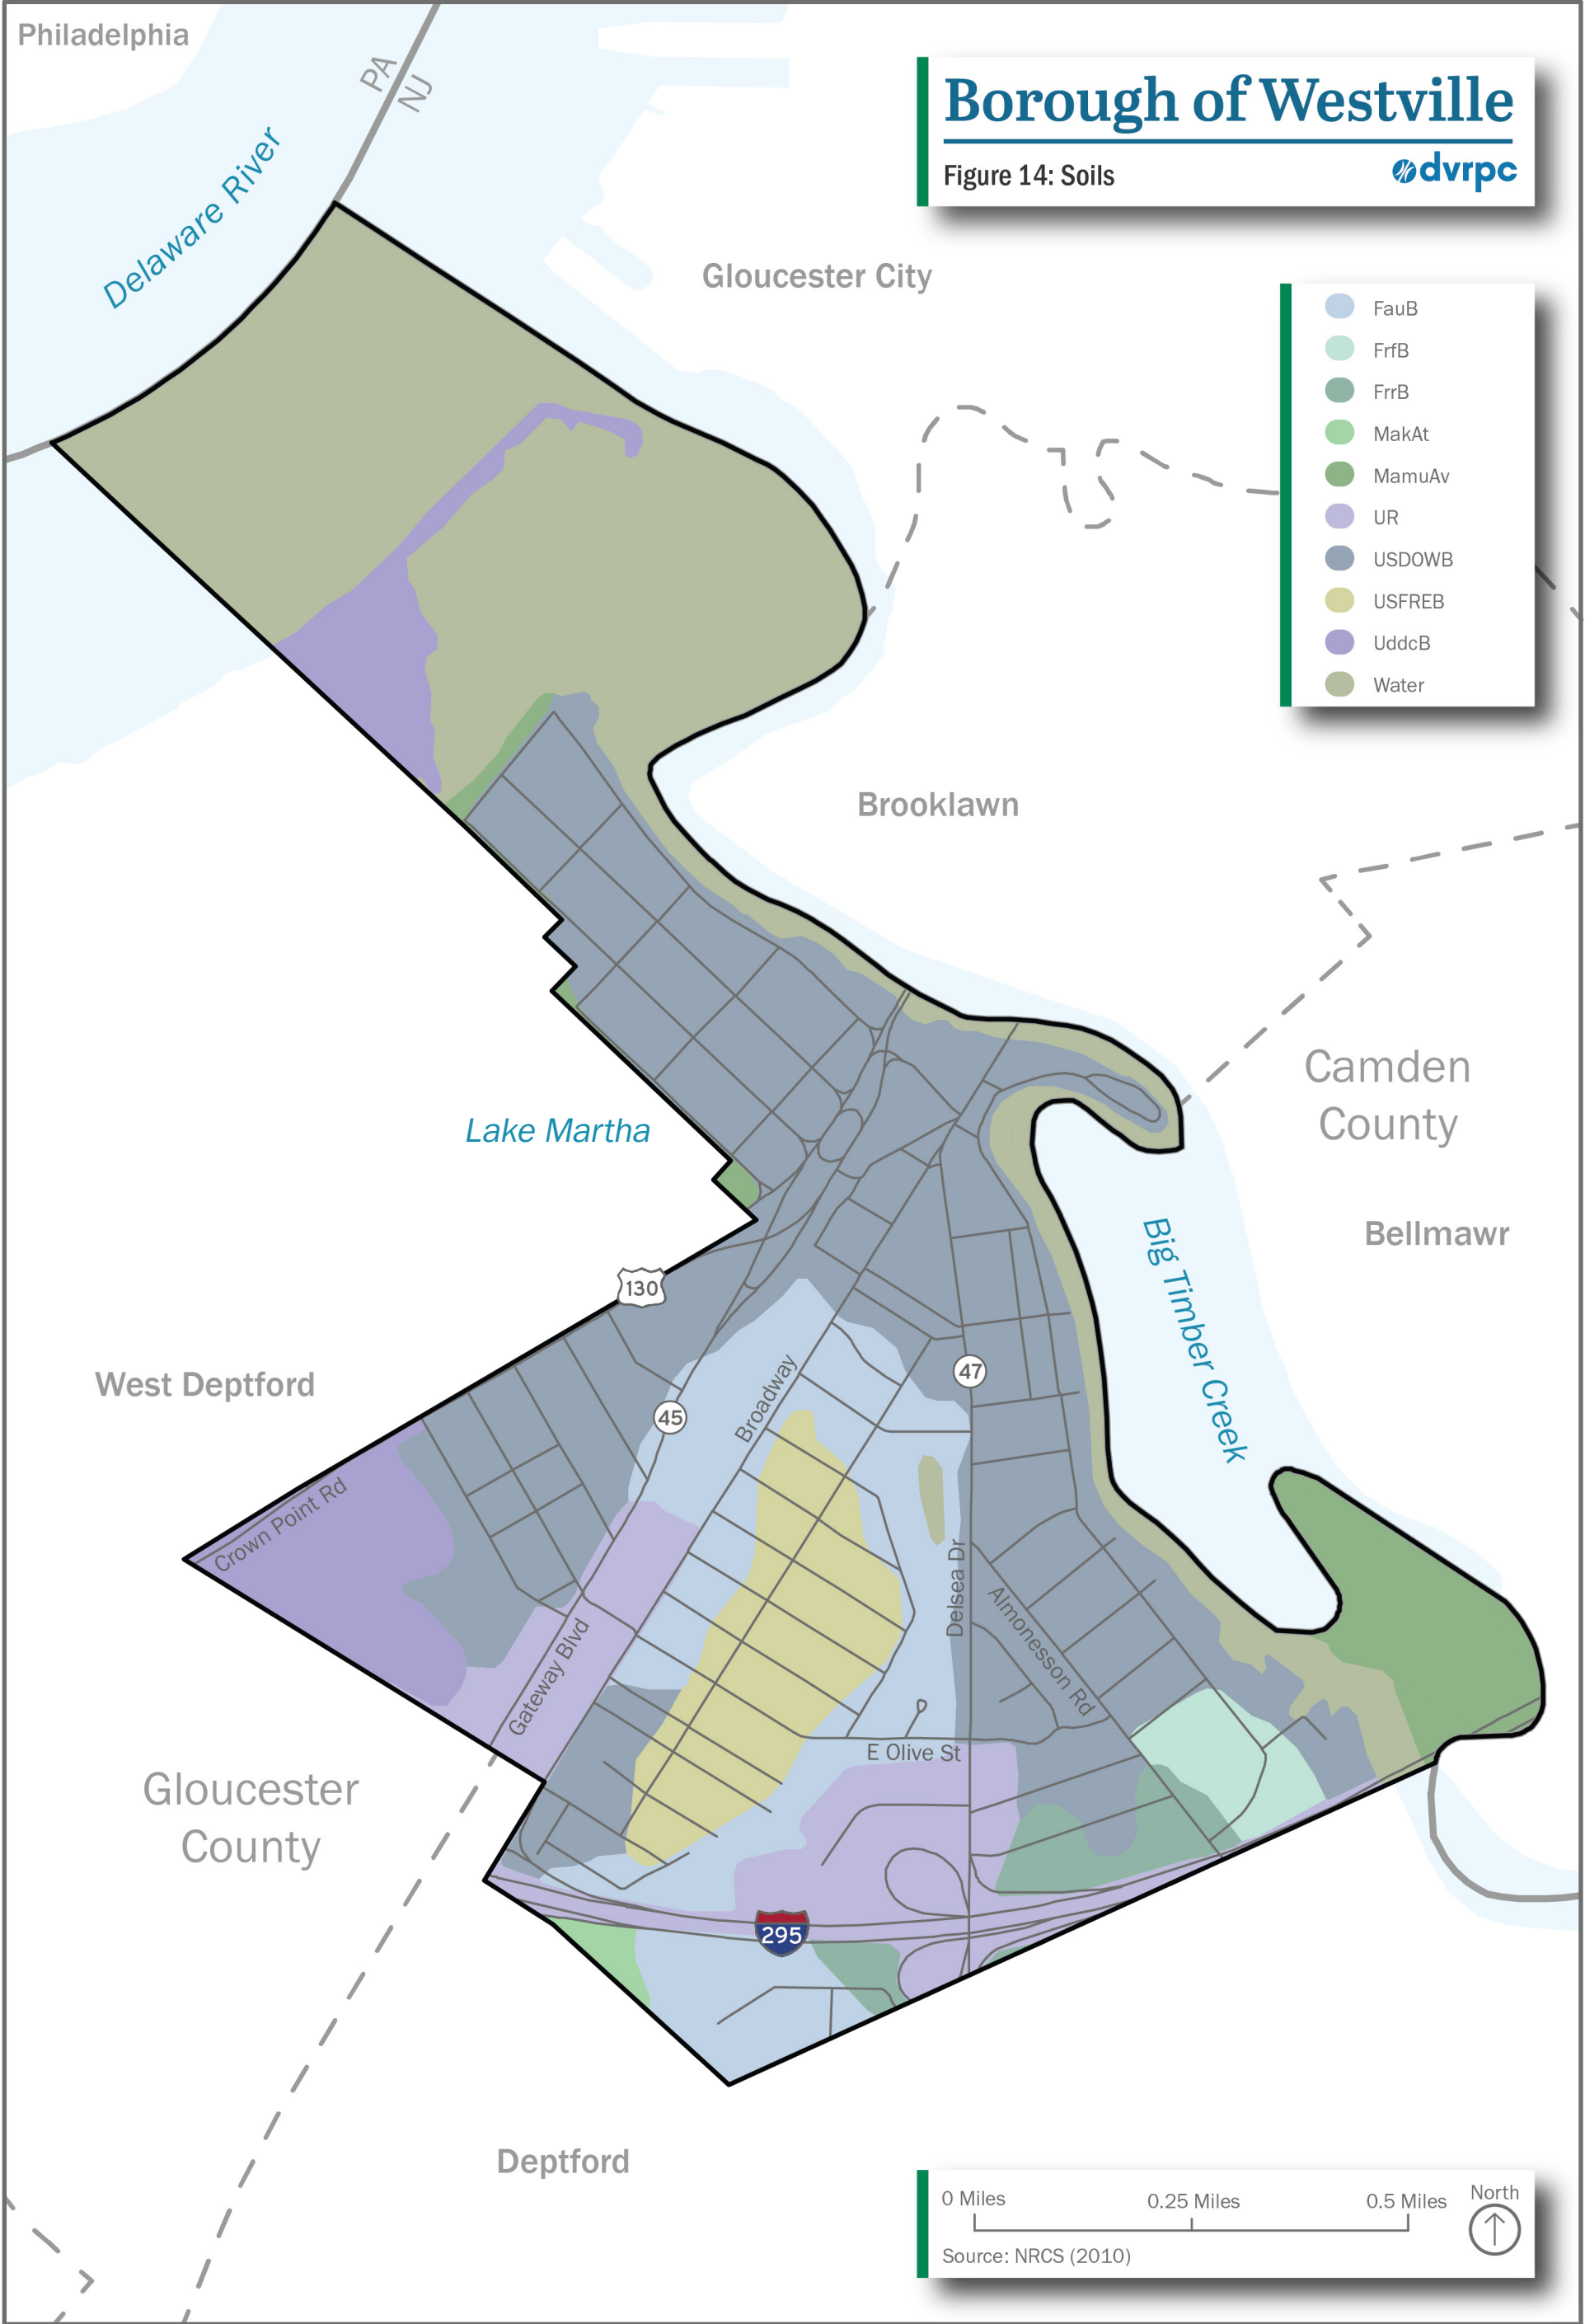 Philadelphia
PA
NJ
Borough of Westville
Figure 14: Soils
dvrpc
Delaware River
Gloucester City
FauB
FrfB
FrrB
MakAt
MamuAv
UR
USDOWB
USFREB
UddcB
Water
Brooklawn
Camden
County
Lake Martha
Bellmawr
Big Timber Creek
130
West Deptford
47
45
Broadway
Crown Point Rd
Delsea Dr
Almonesson Rd
Gateway Blvd
E Olive St
Gloucester
County
295
Deptford
0 Miles
0.25 Miles
0.5 Miles
North
Source: NRCS (2010)